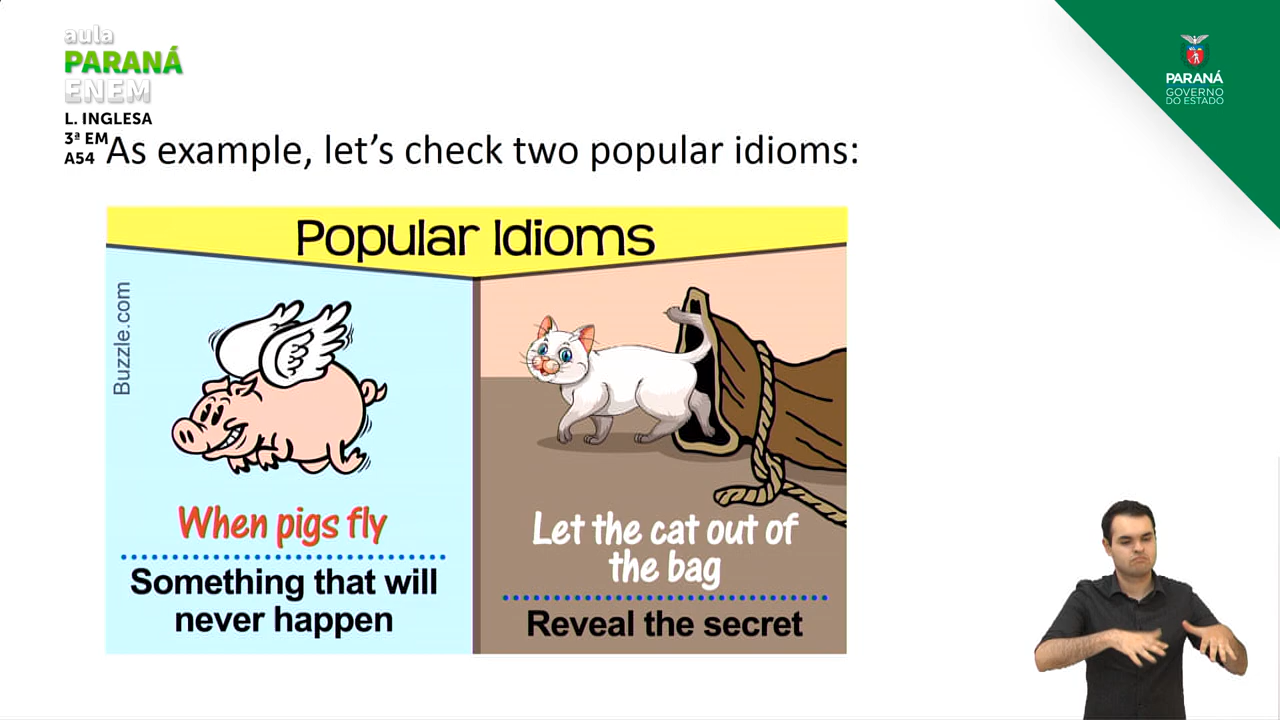 aula
PARANÁ
ENEM
L. INGLESA
3ª EM
A54
PARANÁ
GOVERNO
DO ESTADO
As example, let’s check two popular idioms:
Popular Idioms
Buzzle.com
When pigs fly
Something that will
never happen
Let the cat out of
the bag
Reveal the secret